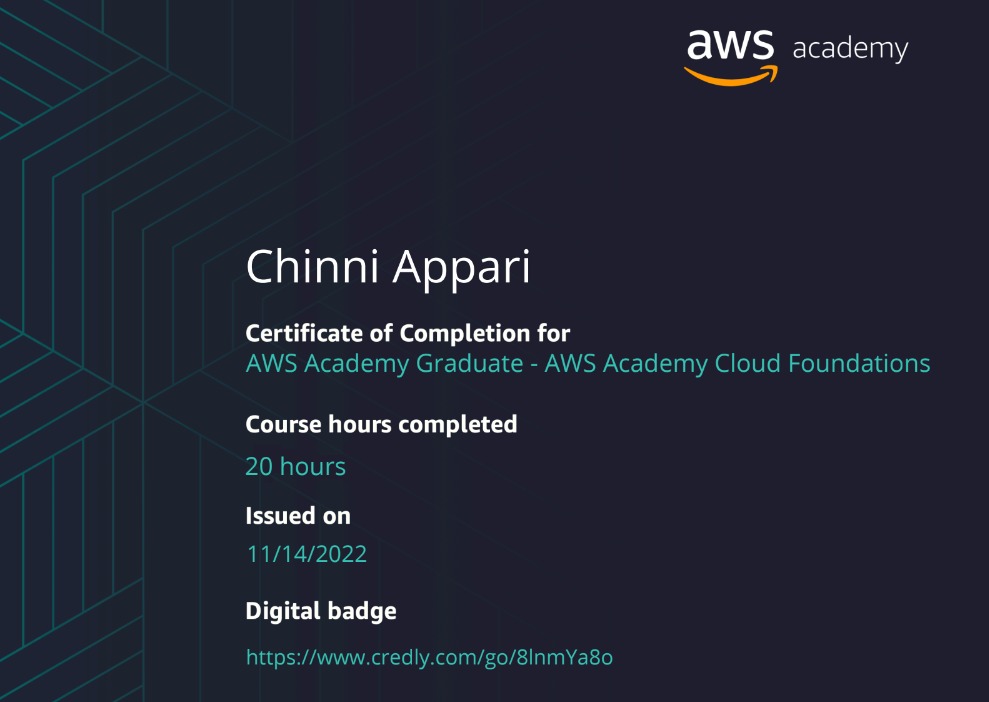 aws academy
Chinni Appari
Certificate of Completion for
AWS Academy Graduate - AWS Academy Cloud Foundations
Course hours completed
20 hours
Issued on
11/14/2022
Digital badge
https://www.credly.com/go/8lnmYa8o